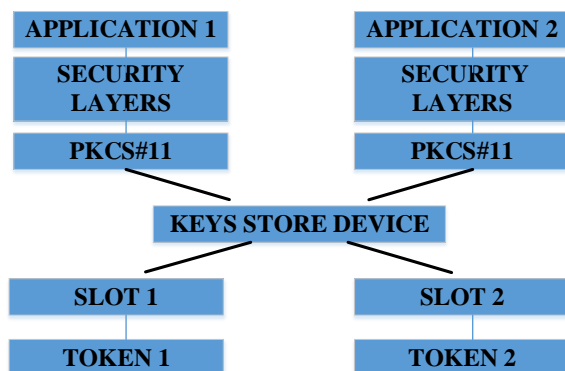 APPLICATION 1
APPLICATION 2
SECURITY
LAYERS
SECURITY
LAYERS
PKCS#11
PKCS#11
KEYS STORE DEVICE
SLOT 1
SLOT 2
TOKEN 1
TOKEN 2